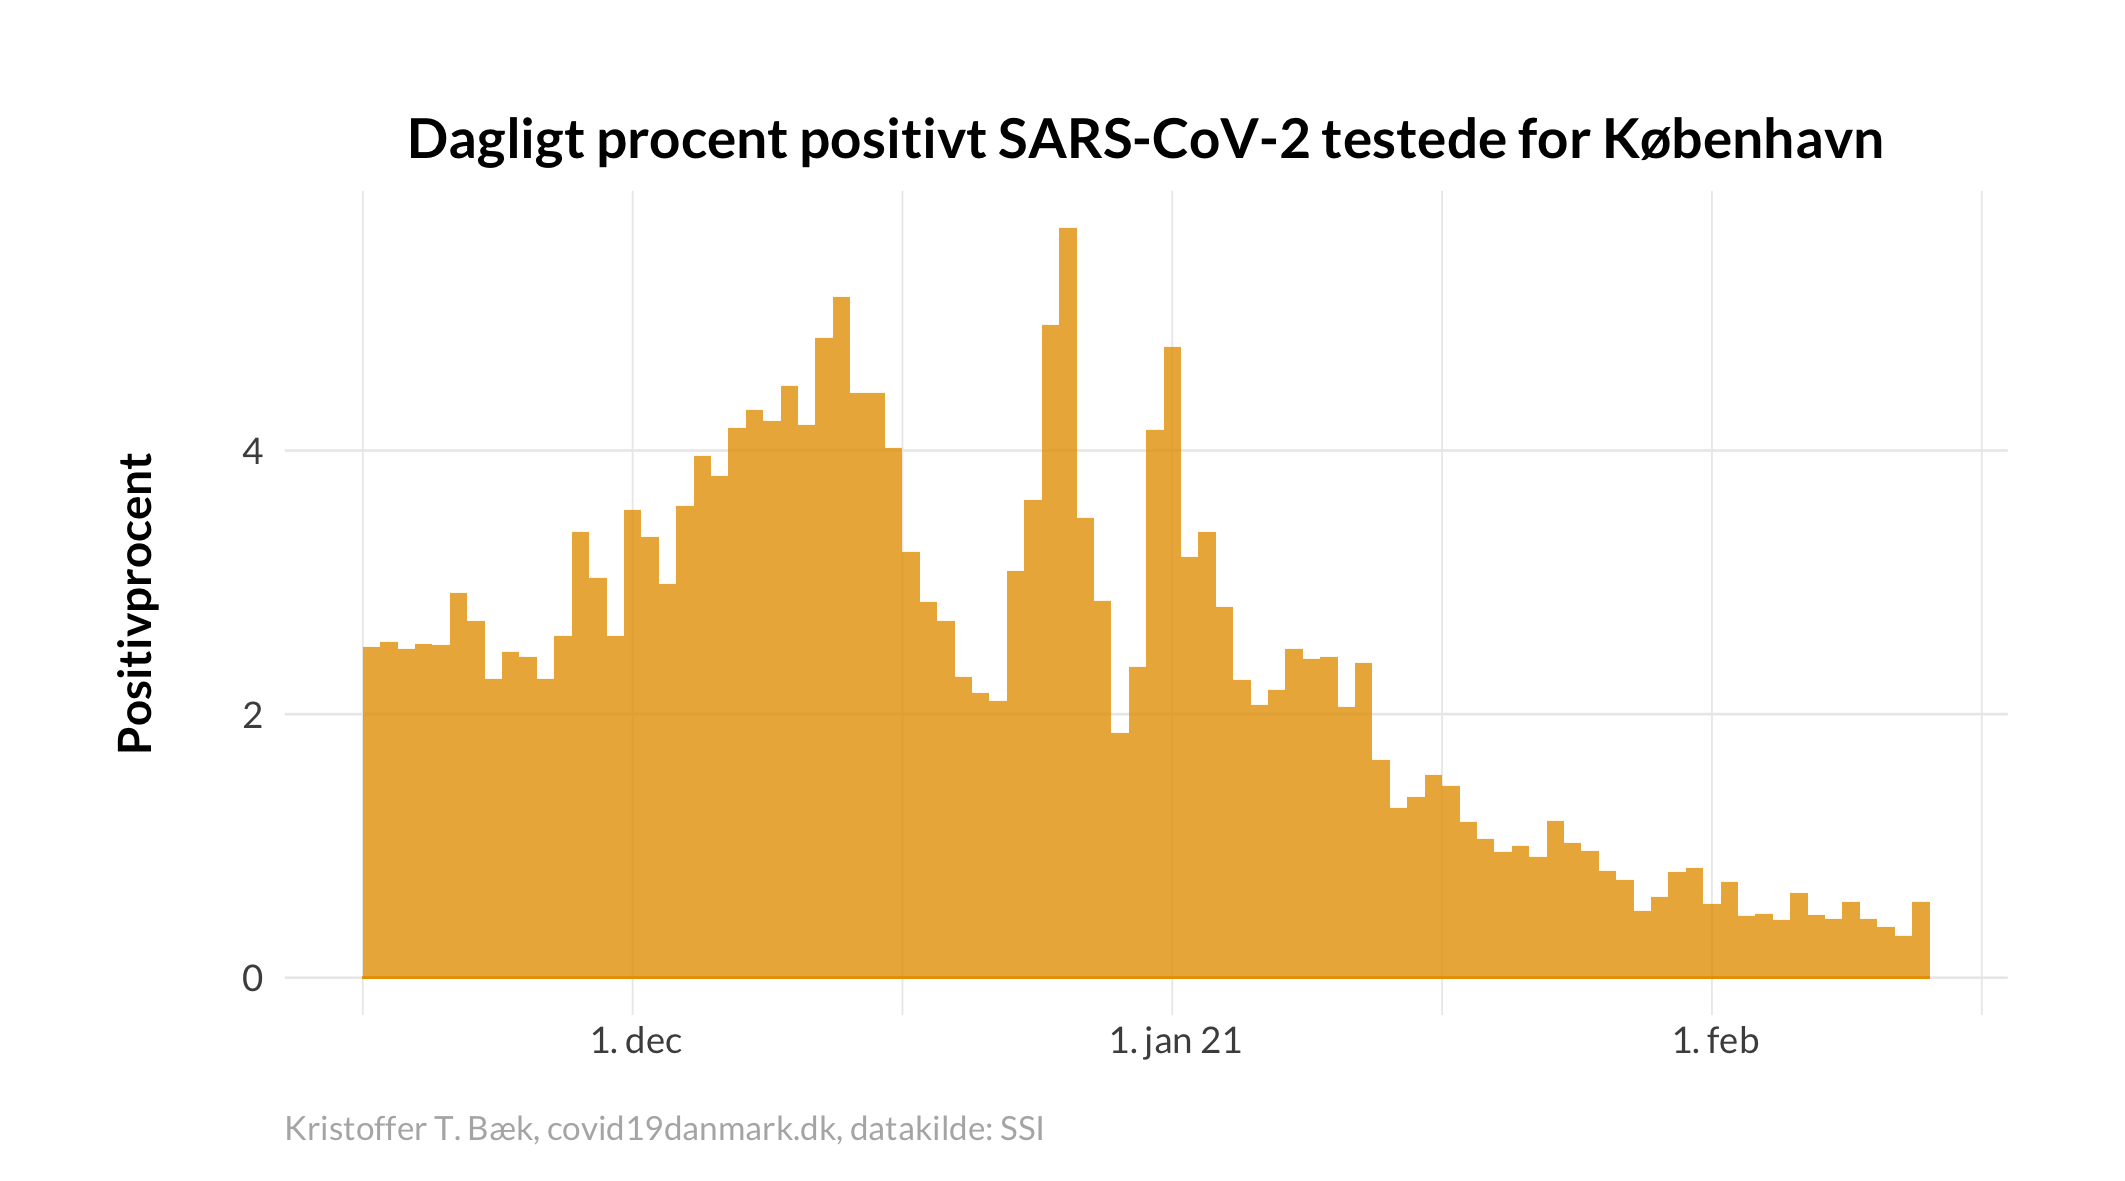 Dagligt procent positivt SARS-CoV-2 testede for København
Positivprocent
4
2
0
1. dec
1. jan 21
1. feb
Kristoffer T. Bæk, covid19danmark.dk, datakilde: SSI